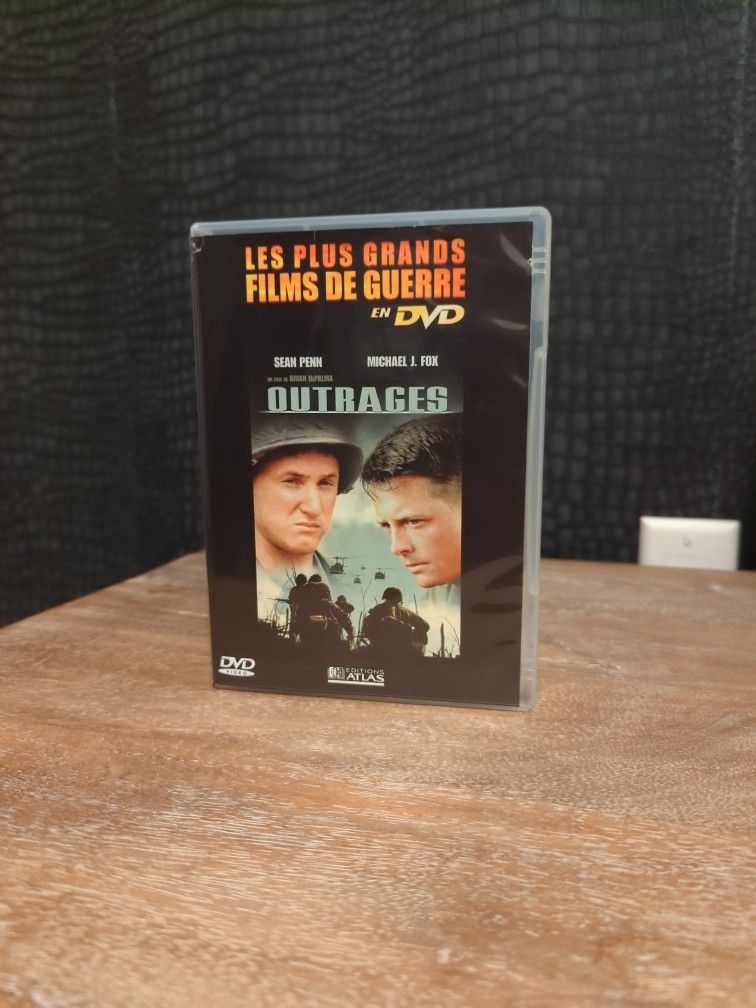 LES PLUS GRANDS
FILMS DE GUERRE
EN DVD
SEAN PENN MICHAEL J. FOX
UN FILM DE BRIAN DePALMA
OUTRAGES
DVD
VIDEO
EDITIONS
ATLAS